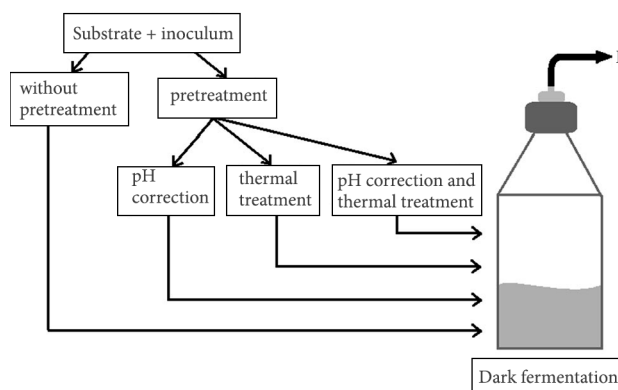 Substrate + inoculum
without
pretreatment
pretreatment
pH
correction
thermal
treatment
pH correction and
thermal treatment
Dark fermentation